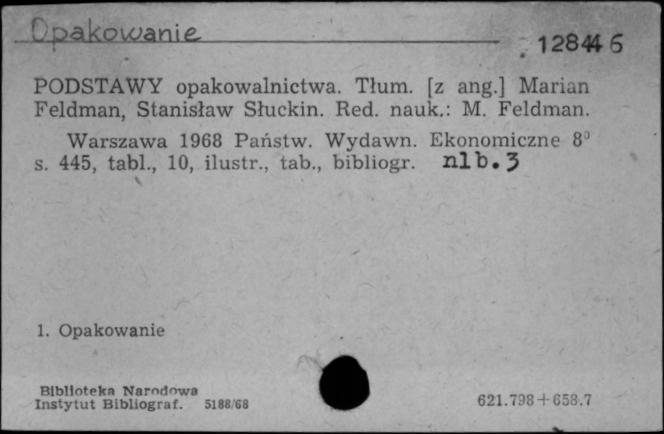 Opakowanie
128446
PODSTAWY opakowalnictwa. Tłum. [z ang.] Marian
Feldman, Stanisław Słuckin. Red. nauk.: M. Feldman.
Warszawa 1968 Państw. Wydawn. Ekonomiczne 8°
s. 445, tabl., 10, ilustr., tab., bibliogr. nlb. 3
1. Opakowanie
Biblioteka Narodowa
Instytut Bibliograf. 5188/68
621.798+658.7